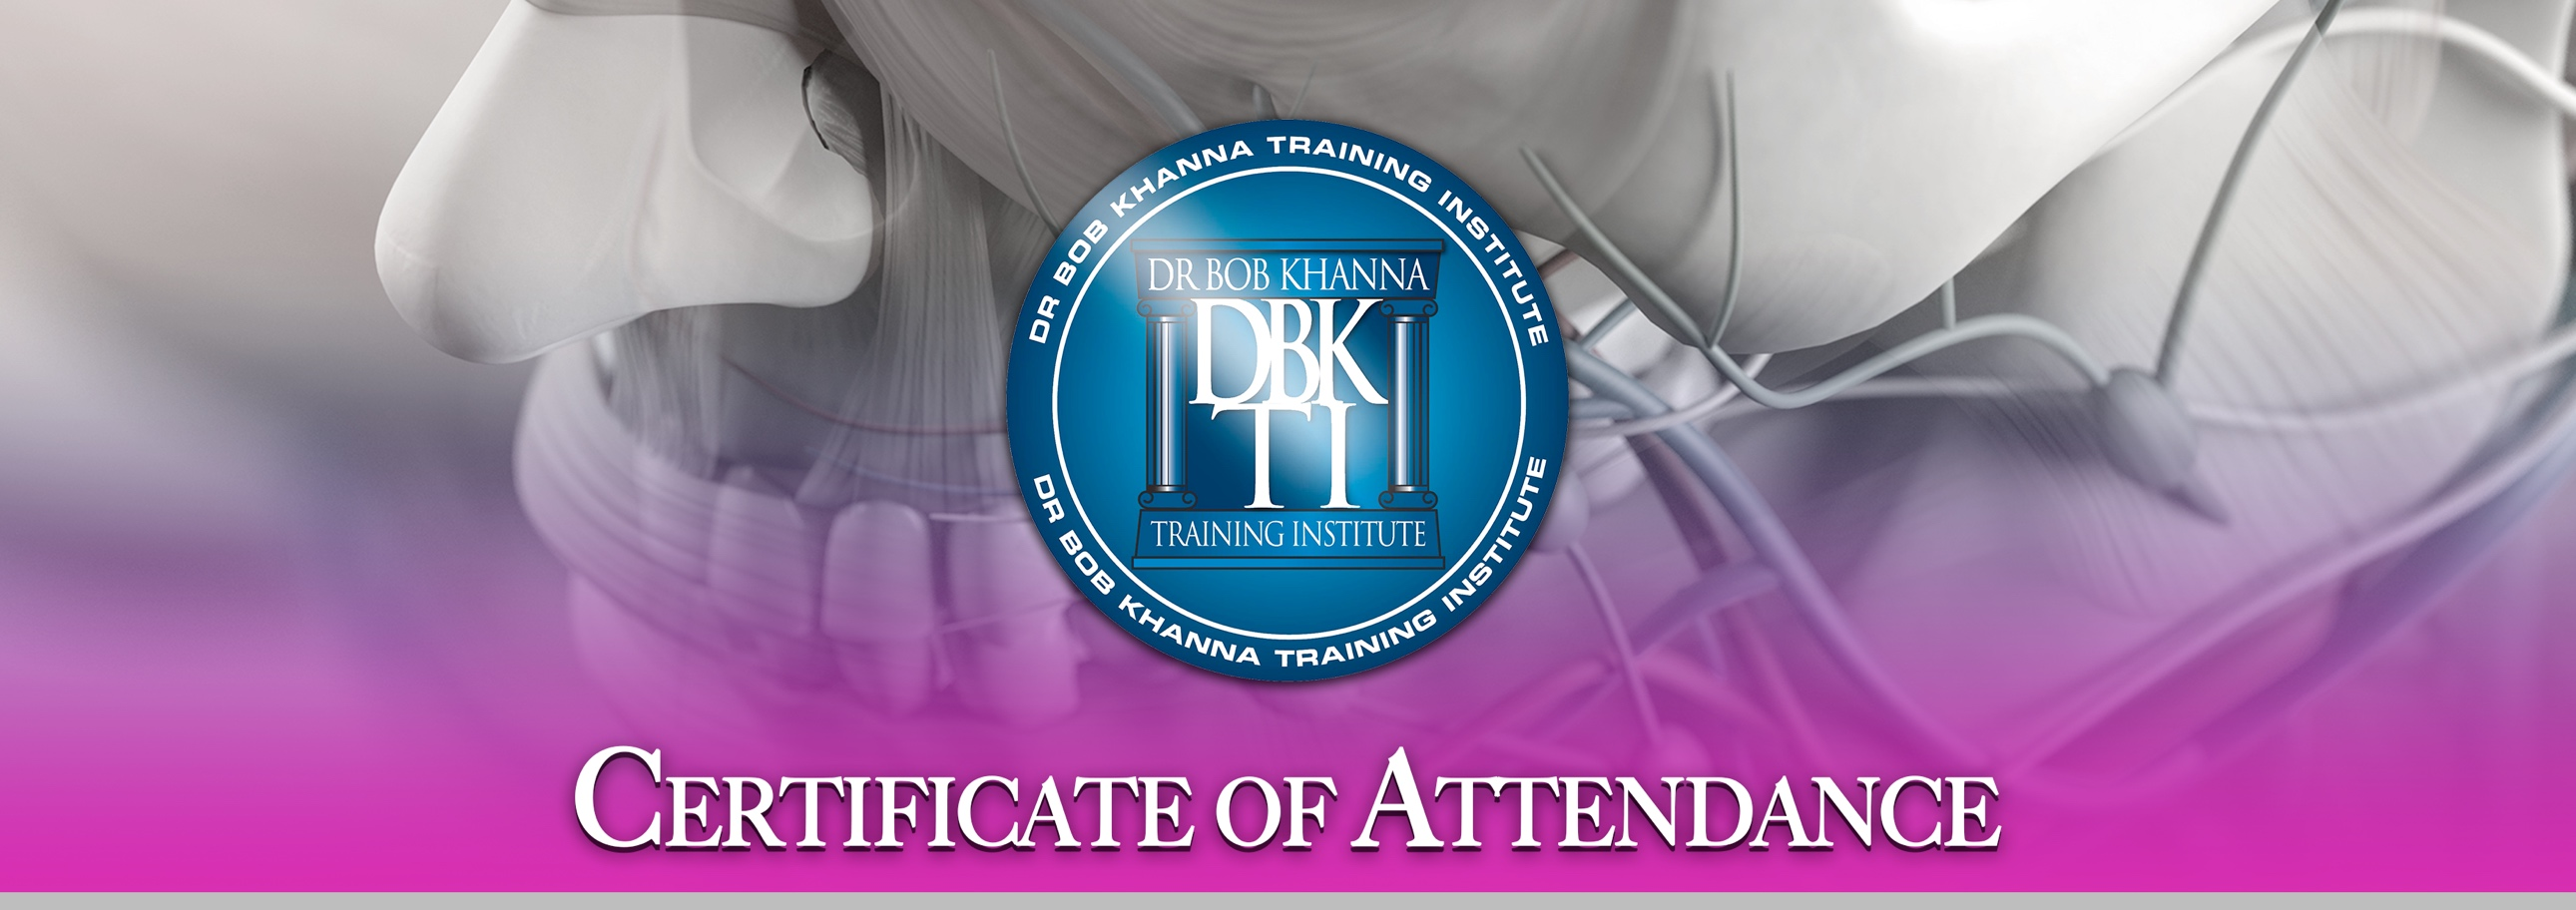 DR BOB KHANNA TRAINING INSTITUTE
DR BOB KHANNA
DBK
TI
TRAINING INSTITUTE
DR BOB KHANNA TRAINING INSTITUTE
CERTIFICATE OF ATTENDANCE